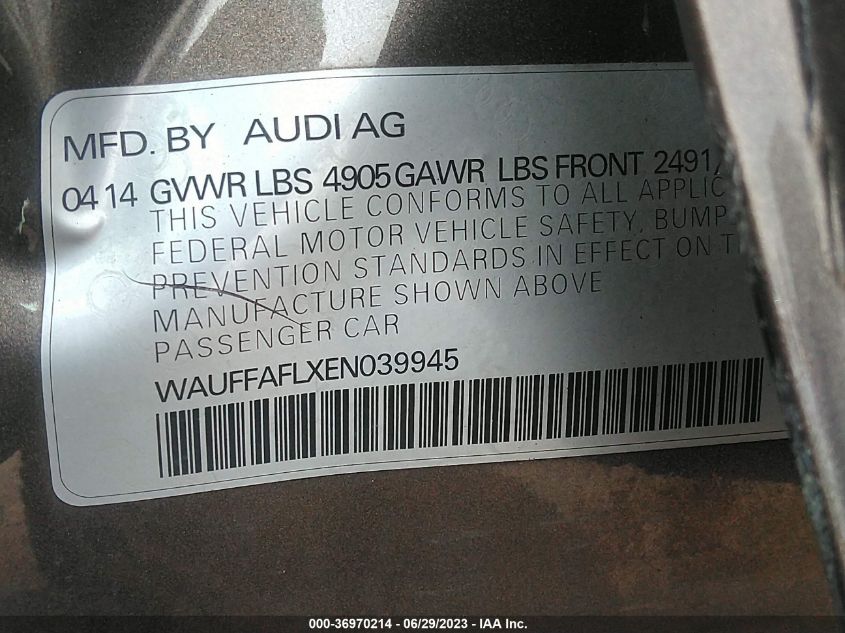 MFD. BY AUDI AG
04 14 GVWR LBS 4905 GAWR LBS FRONT 2491
THIS VEHICLE CONFORMS TO ALL APPLIC
FEDERAL MOTOR VEHICLE SAFETY, BUMP
PREVENTION STANDARDS IN EFFECT ON T
MANUFACTURE SHOWN ABOVE
PASSENGER CAR
WAUFFAFLXEN039945
000-36970214 - 06/29/2023 - IAA Inc.